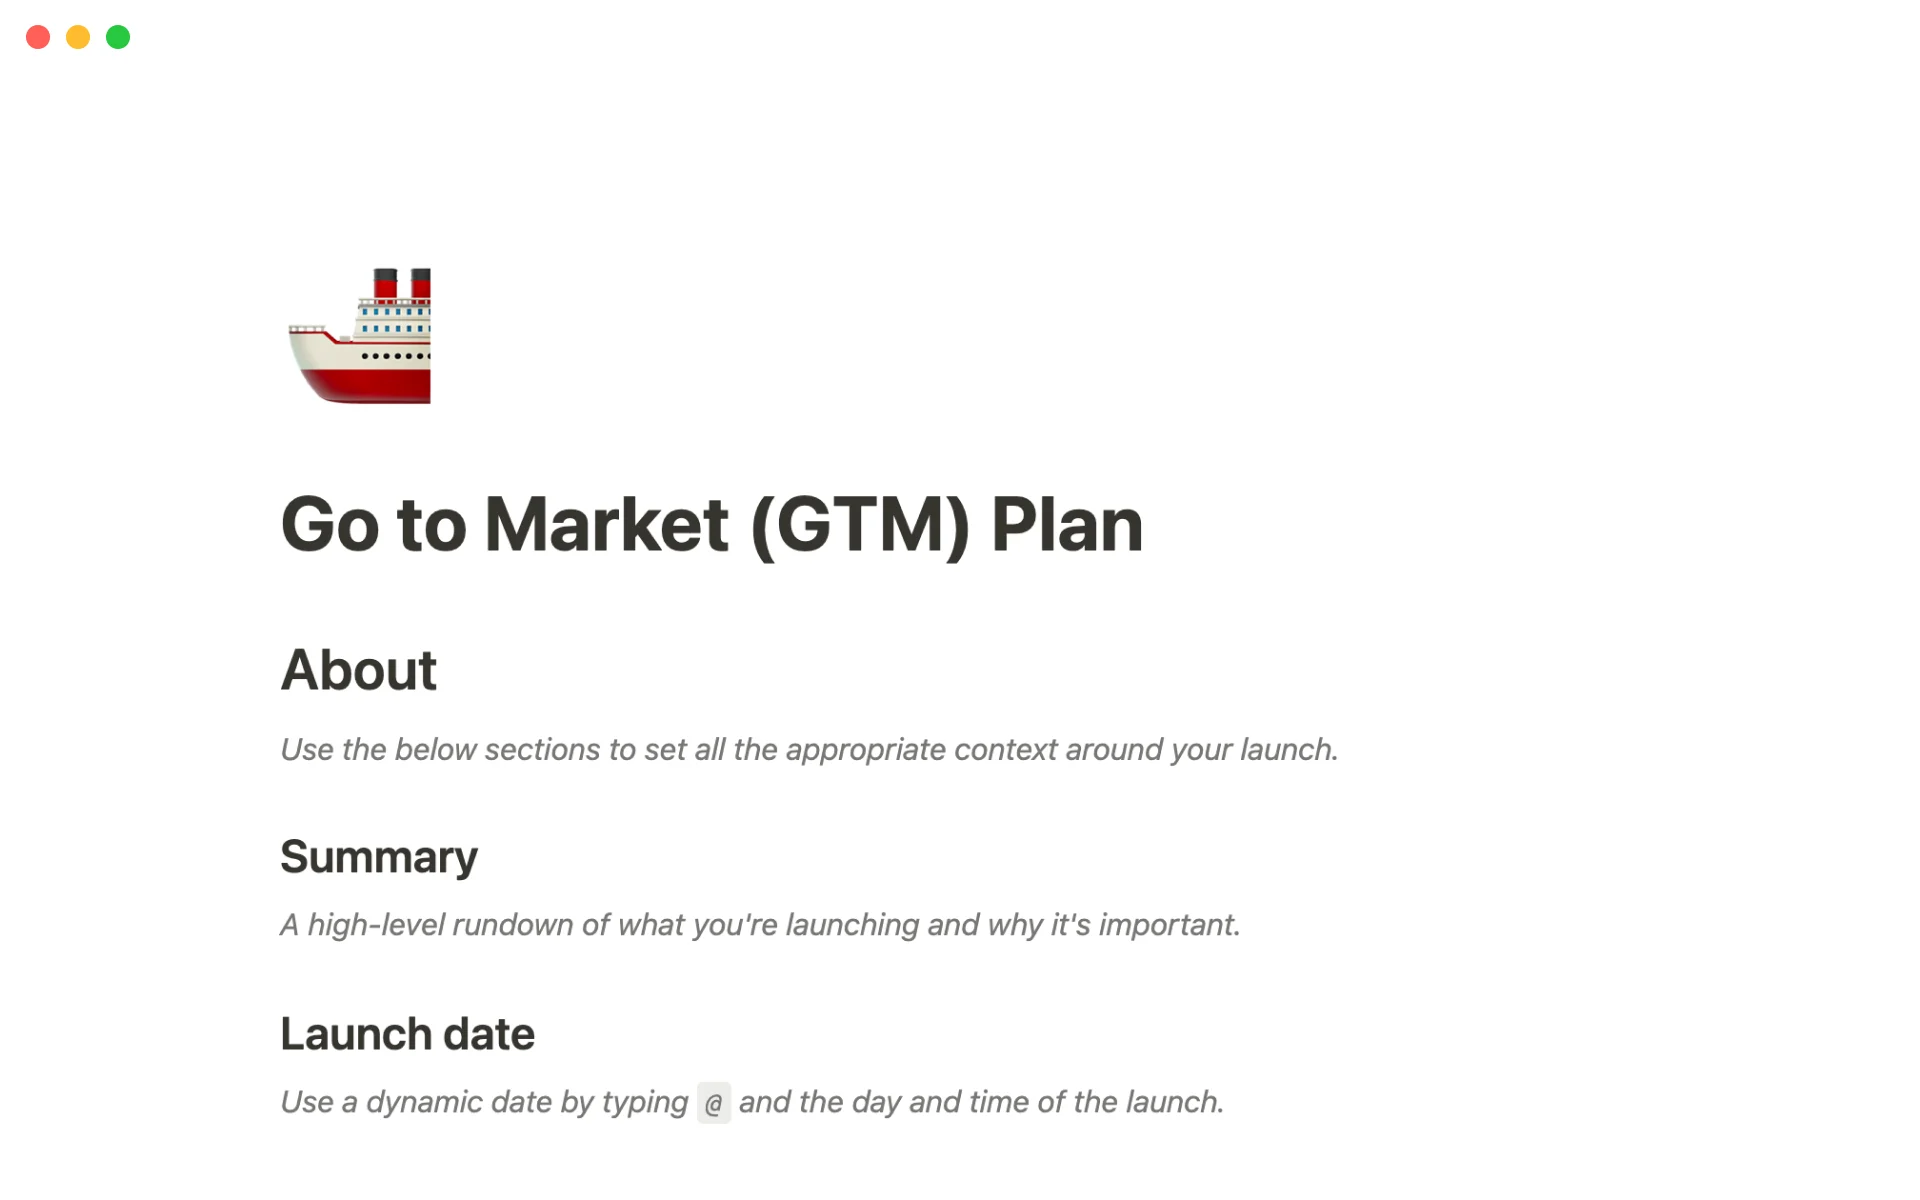 Go to Market (GTM) Plan
About
Use the below sections to set all the appropriate context around your launch.
Summary
A high-level rundown of what you're launching and why it's important.
Launch date
Use a dynamic date by typing @ and the day and time of the launch.